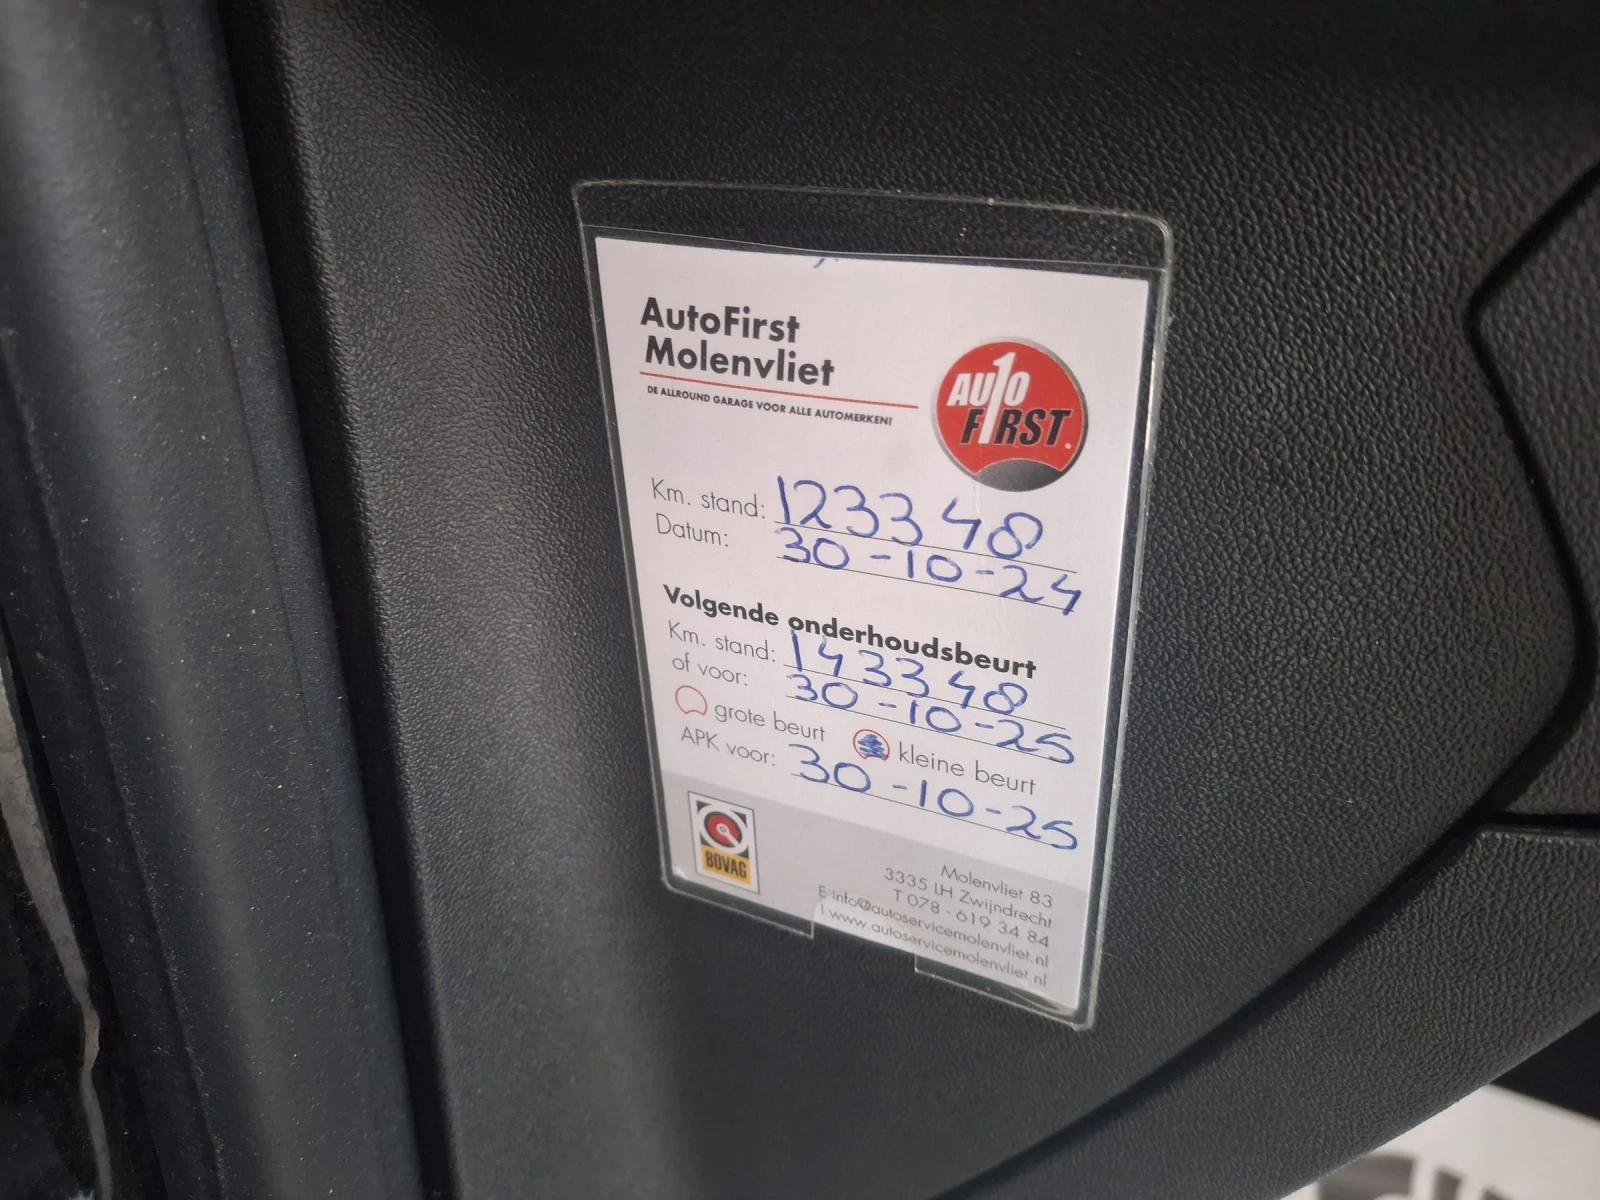 AutoFirst
Molenvliet
DE ALLROUND GARAGE VOOR ALLE AUTOMERKEN!
AUTO
FIRST
Km. stand: 123348
Datum: 30-10-24
Volgende onderhoudsbeurt
Km. stand: 143348
of voor: 30-10-25
grote beurt kleine beurt
APK voor: 30-10-25
BOVAG
Molenvliet 83
3335 LH Zwijndrecht
T 078 - 619 34 84
E info@autoservicemolenvliet.nl
I www.autoservicemolenvliet.nl